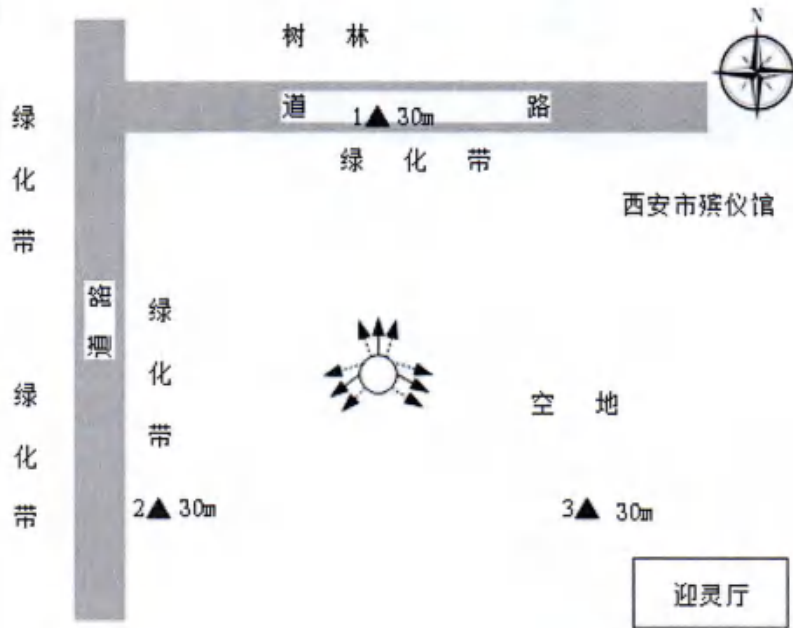 N
树林
道路
1▲30m
绿化带
绿化带
西安市殡仪馆
道路
绿化带
绿化带
空地
2▲30m
3▲30m
迎灵厅